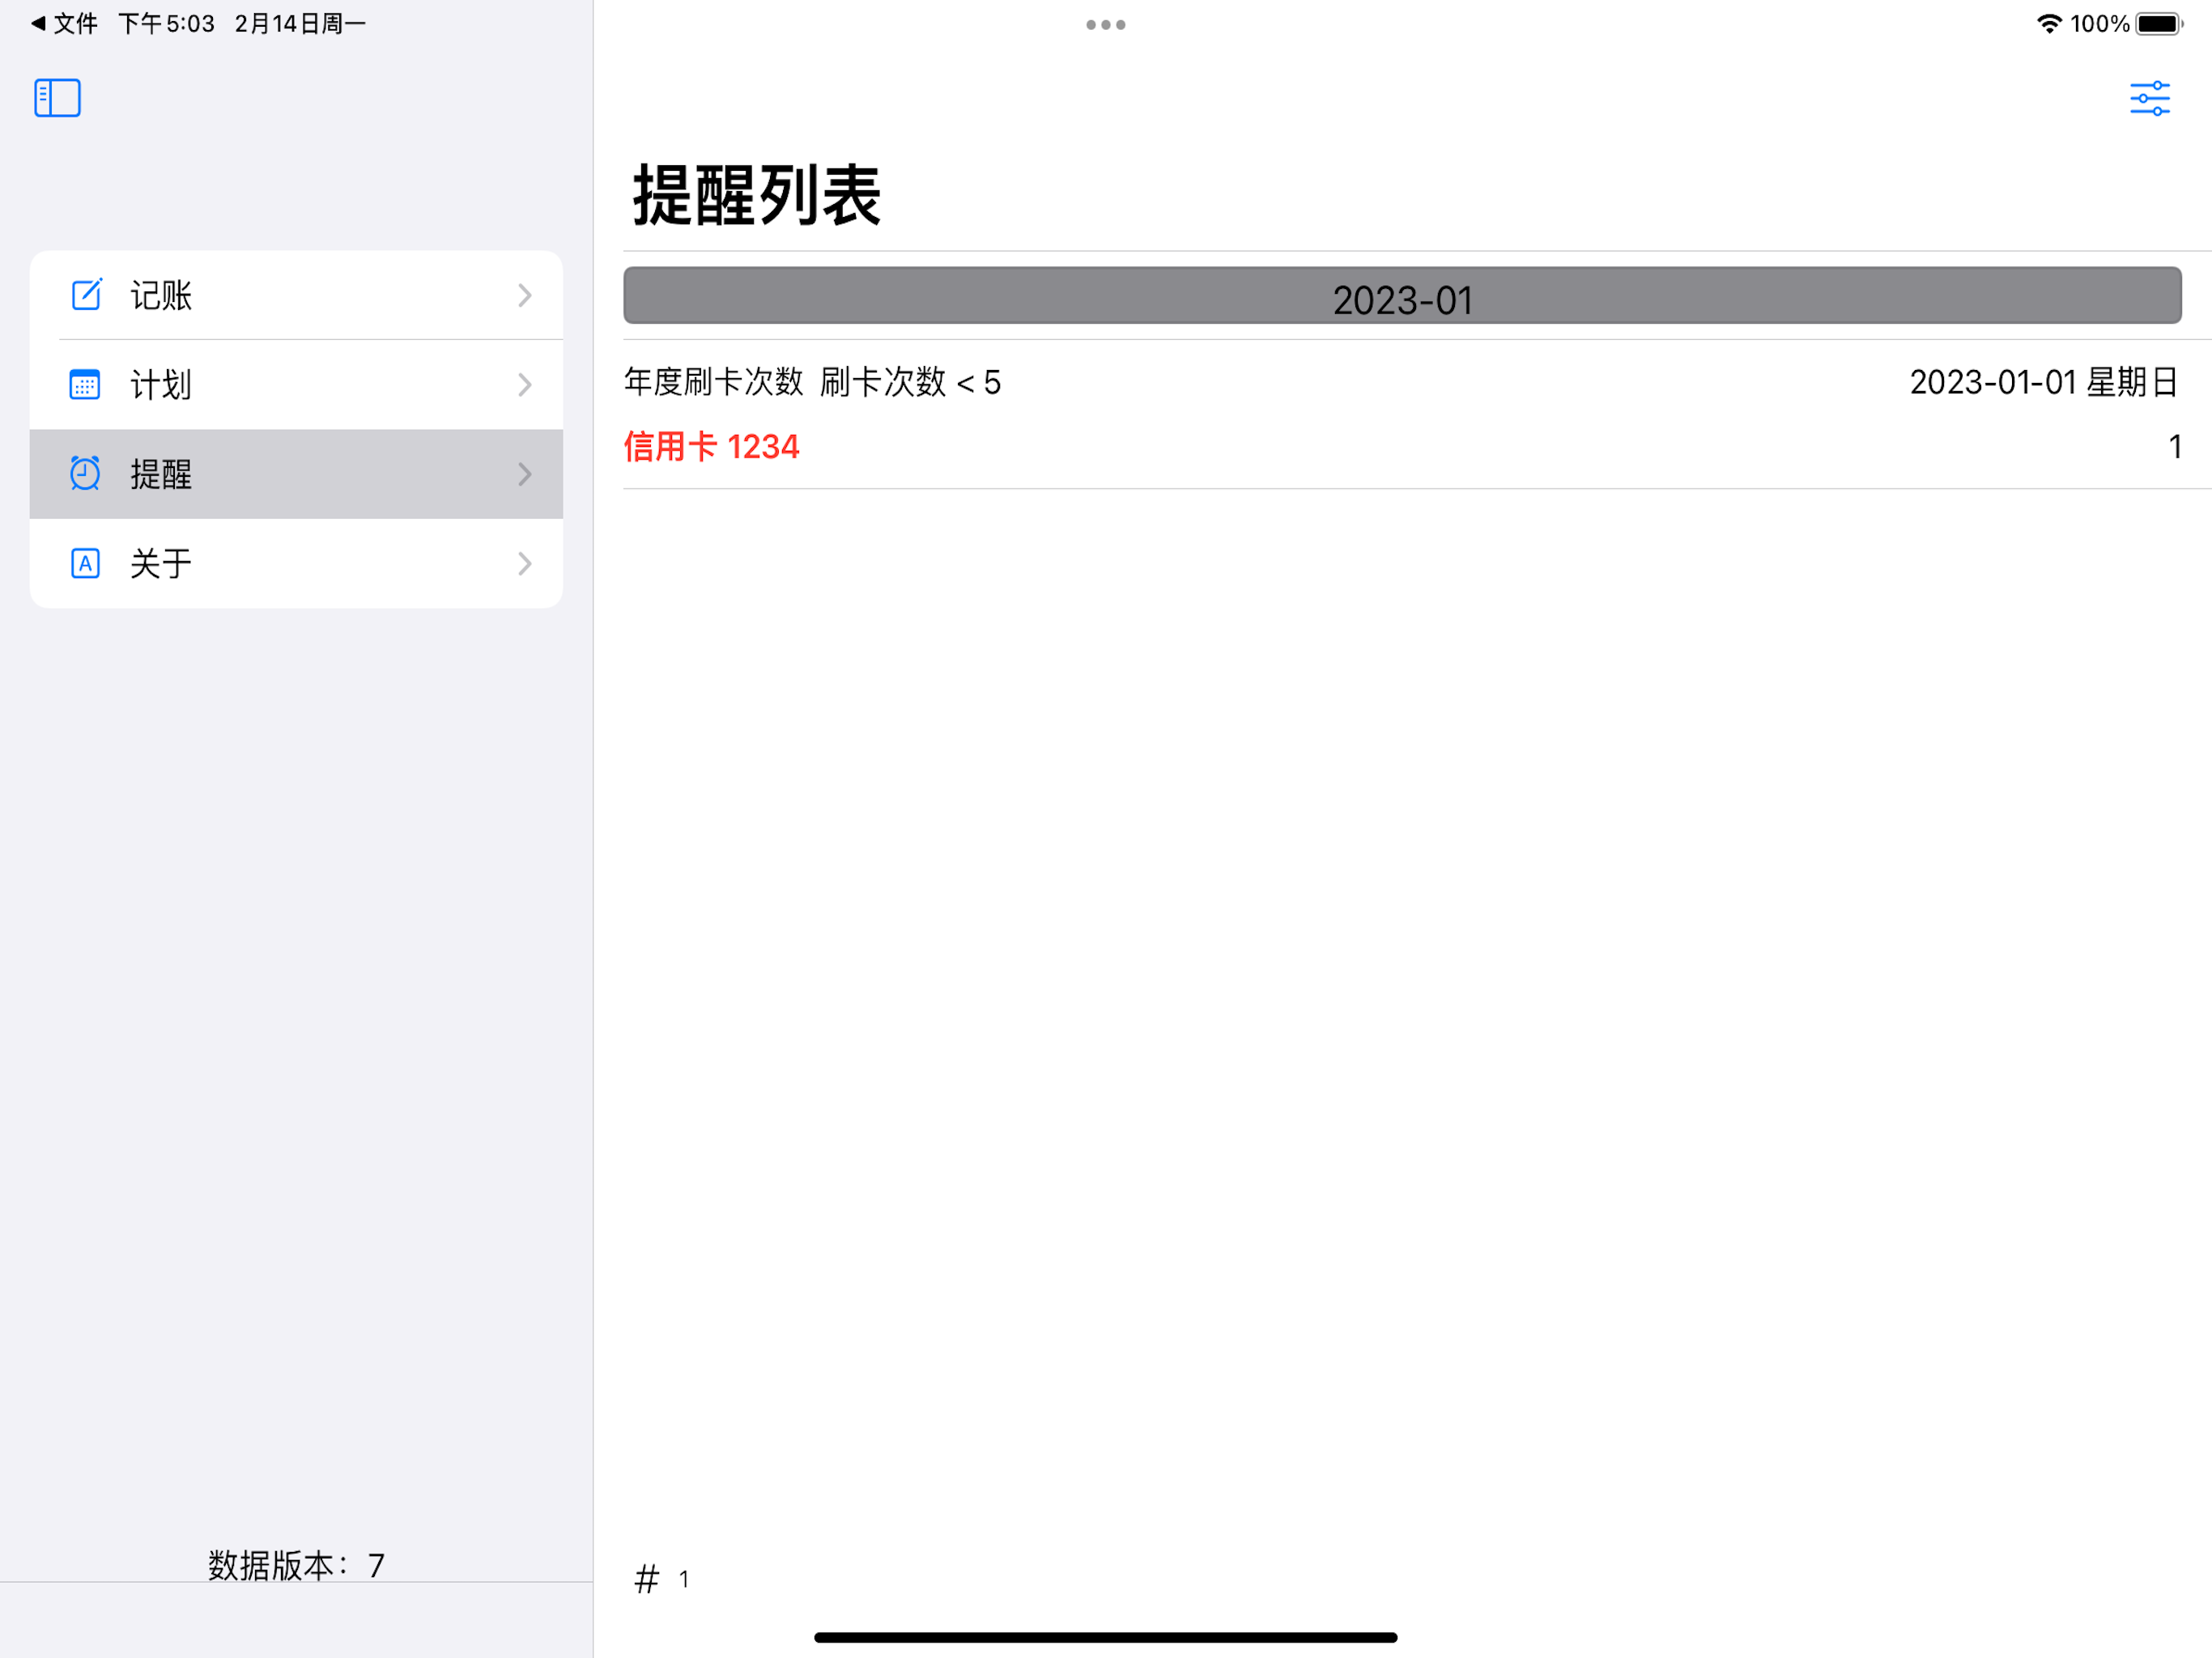 文件 下午5:03 2月14日周一
100%
记账
计划
提醒
关于
数据版本：7
提醒列表
2023-01
年度刷卡次数 刷卡次数 < 5 2023-01-01 星期日
信用卡 1234 1
# 1